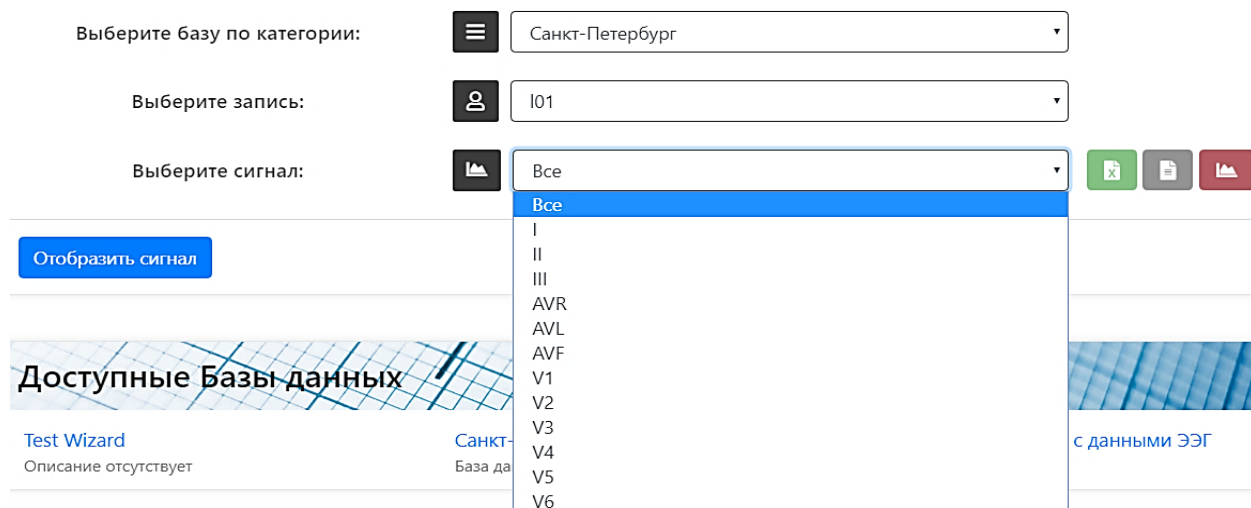 Выберите базу по категории:
Санкт-Петербург
Выберите запись:
I01
Выберите сигнал:
Все
Все
I
II
III
AVR
AVL
AVF
V1
V2
V3
V4
V5
V6
Отобразить сигнал
Доступные Базы данных
Test Wizard
Описание отсутствует
Санкт-
База да
с данными ЭЭГ